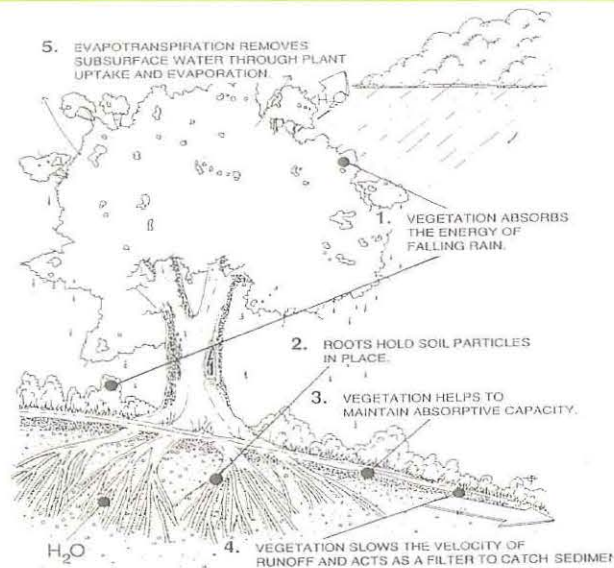 5. EVAPOTRANSPIRATION REMOVES
SUBSURFACE WATER THROUGH PLANT
UPTAKE AND EVAPORATION.
1. VEGETATION ABSORBS
THE ENERGY OF
FALLING RAIN.
2. ROOTS HOLD SOIL PARTICLES
IN PLACE.
3. VEGETATION HELPS TO
MAINTAIN ABSORPTIVE CAPACITY.
H₂O
4. VEGETATION SLOWS THE VELOCITY OF
RUNOFF AND ACTS AS A FILTER TO CATCH SEDIMEN